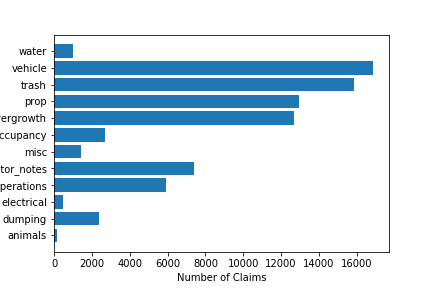 water
vehicle
trash
prop
ergrowth
ccupancy
misc
tor_notes
perations
electrical
dumping
animals
0 2000 4000 6000 8000 10000 12000 14000 16000
Number of Claims